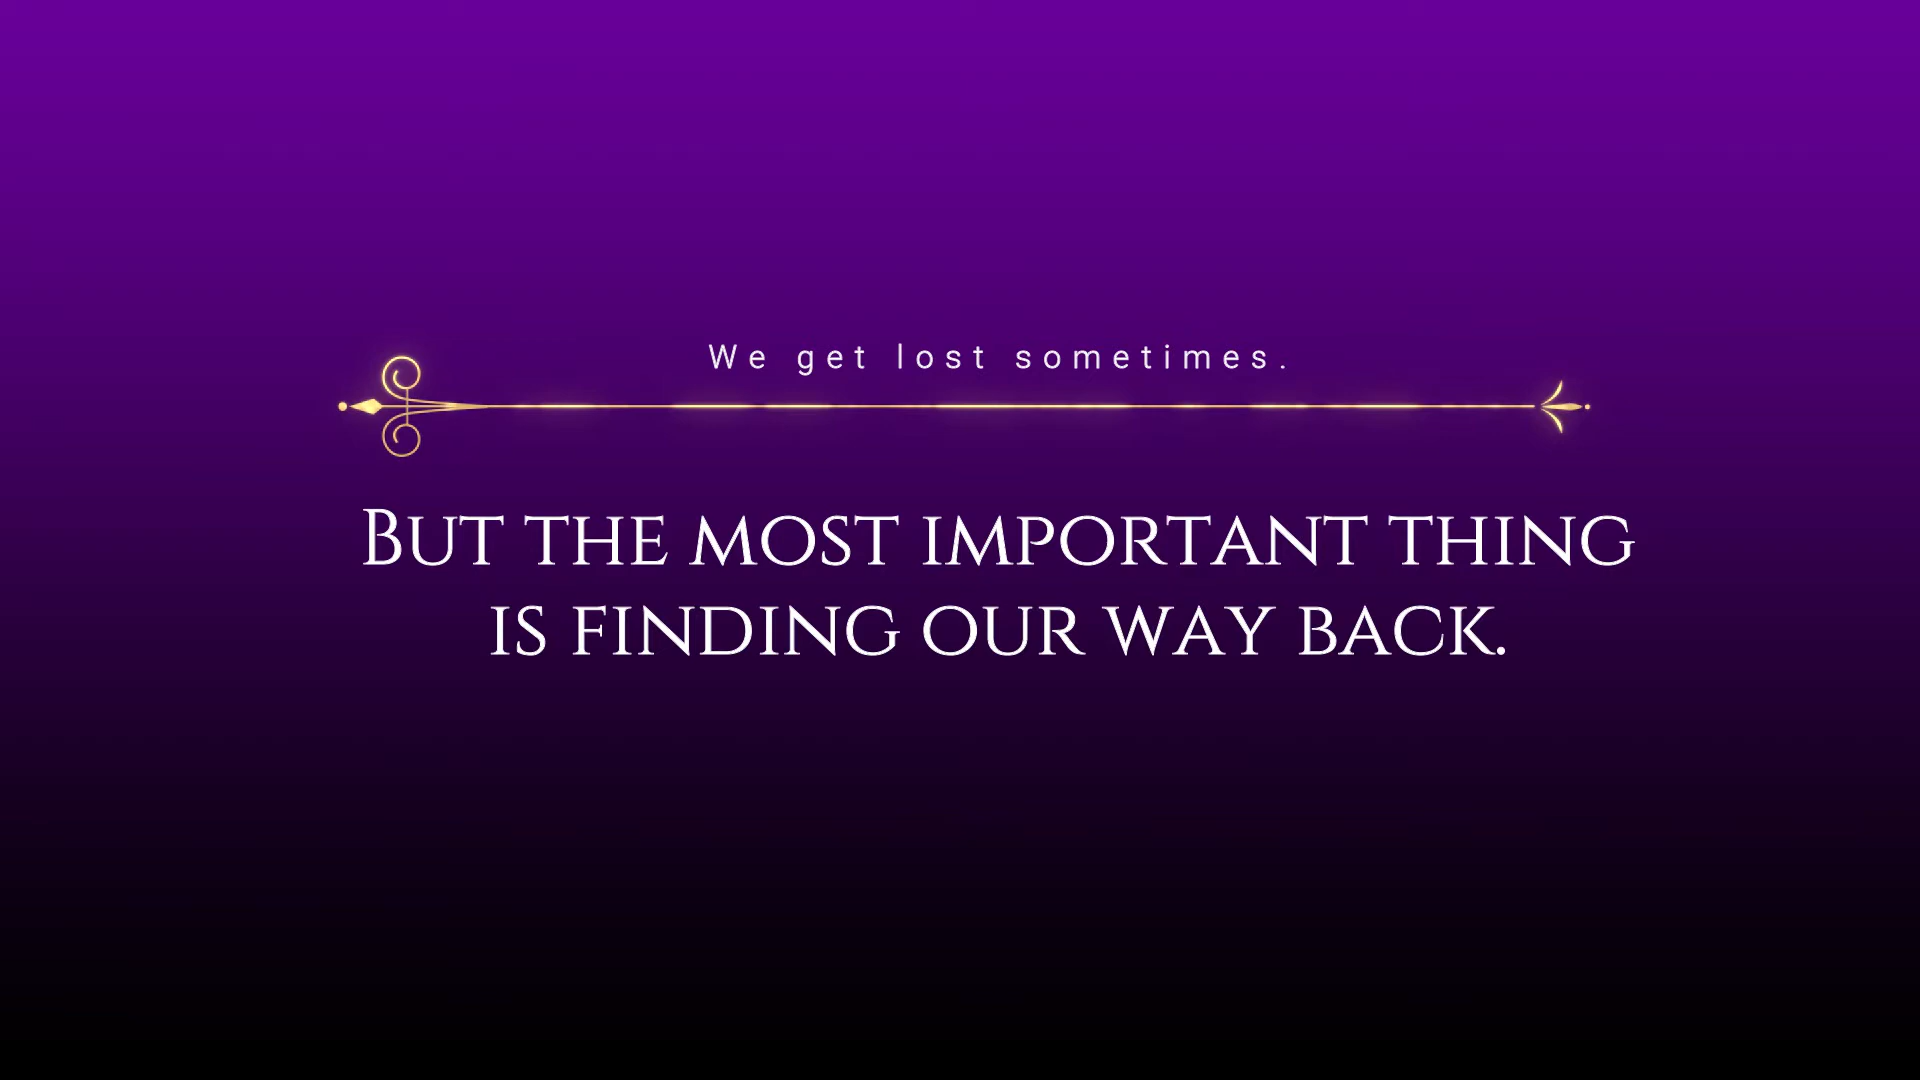 We get lost sometimes.
But the most important thing
is finding our way back.